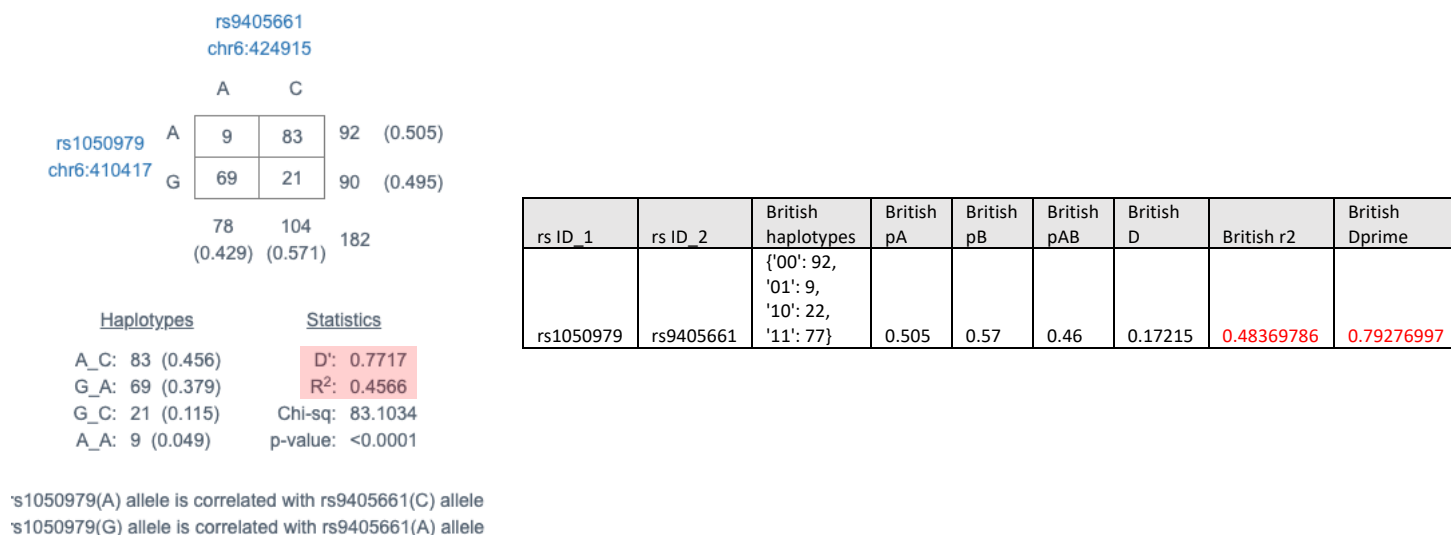 rs9405661
chr6:424915
A C
rs1050979
chr6:410417
A 9 83 92 (0.505)
G 69 21 90 (0.495)
78 104 182
(0.429) (0.571)
Haplotypes
A_C: 83 (0.456)
G_A: 69 (0.379)
G_C: 21 (0.115)
A_A: 9 (0.049)
Statistics
D': 0.7717
R²: 0.4566
Chi-sq: 83.1034
p-value: <0.0001
rs1050979(A) allele is correlated with rs9405661(C) allele
rs1050979(G) allele is correlated with rs9405661(A) allele
rs ID_1 rs ID_2 British haplotypes British pA British pB British pAB British D British r2 British Dprime
{'00': 92,
'01': 9,
'10': 22,
rs1050979 rs9405661 '11': 77} 0.505 0.57 0.46 0.17215 0.48369786 0.79276997